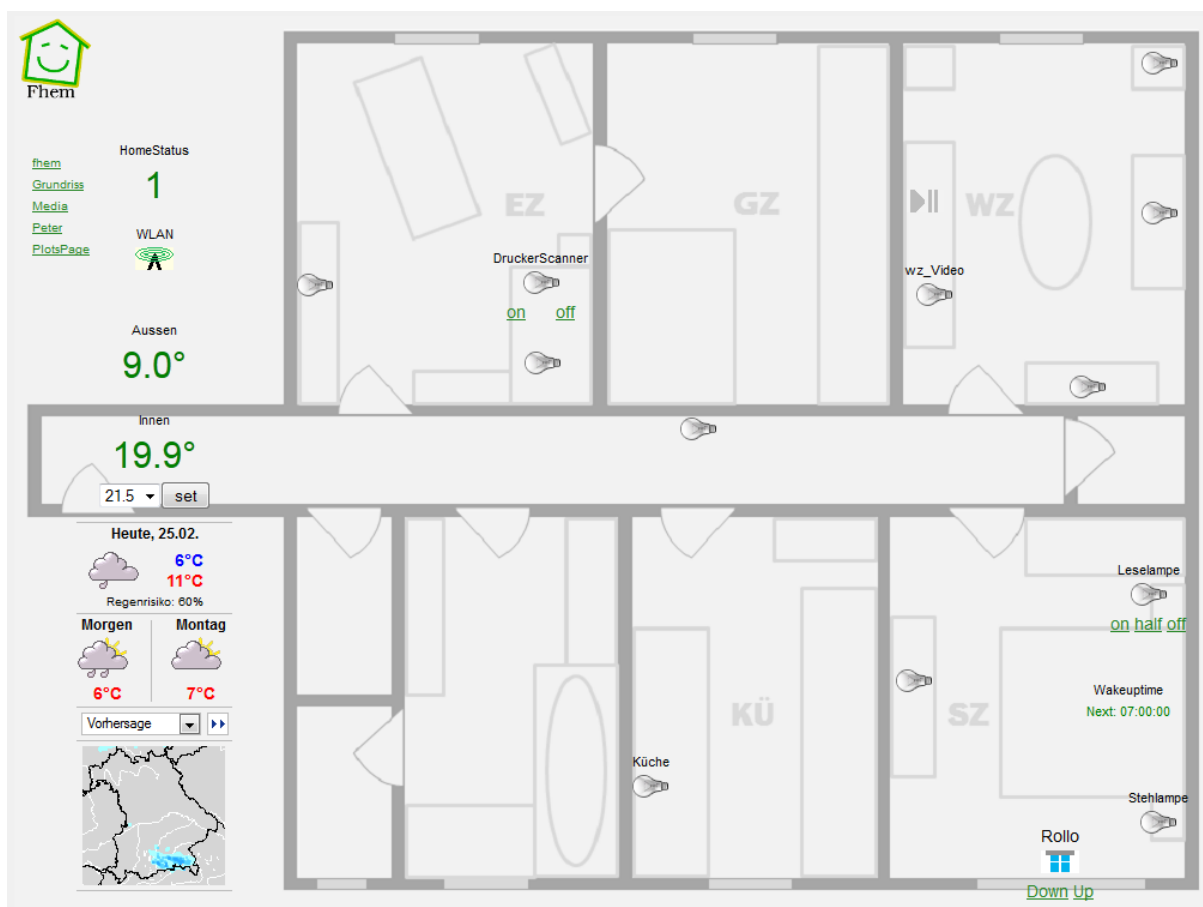 Fhem
fhem
Grundriss
Media
Peter
PlotsPage
HomeStatus
1
WLAN
Aussen
9.0°
Innen
19.9°
21.5
set
Heute, 25.02.
6°C
11°C
Regenrisiko: 60%
Morgen
Montag
6°C
7°C
Vorhersage
EZ
GZ
WZ
DruckerScanner
on off
wz_Video
KÜ
Küche
SZ
Leselampe
on half off
Wakeuptime
Next: 07:00:00
Stehlampe
Rollo
Down Up